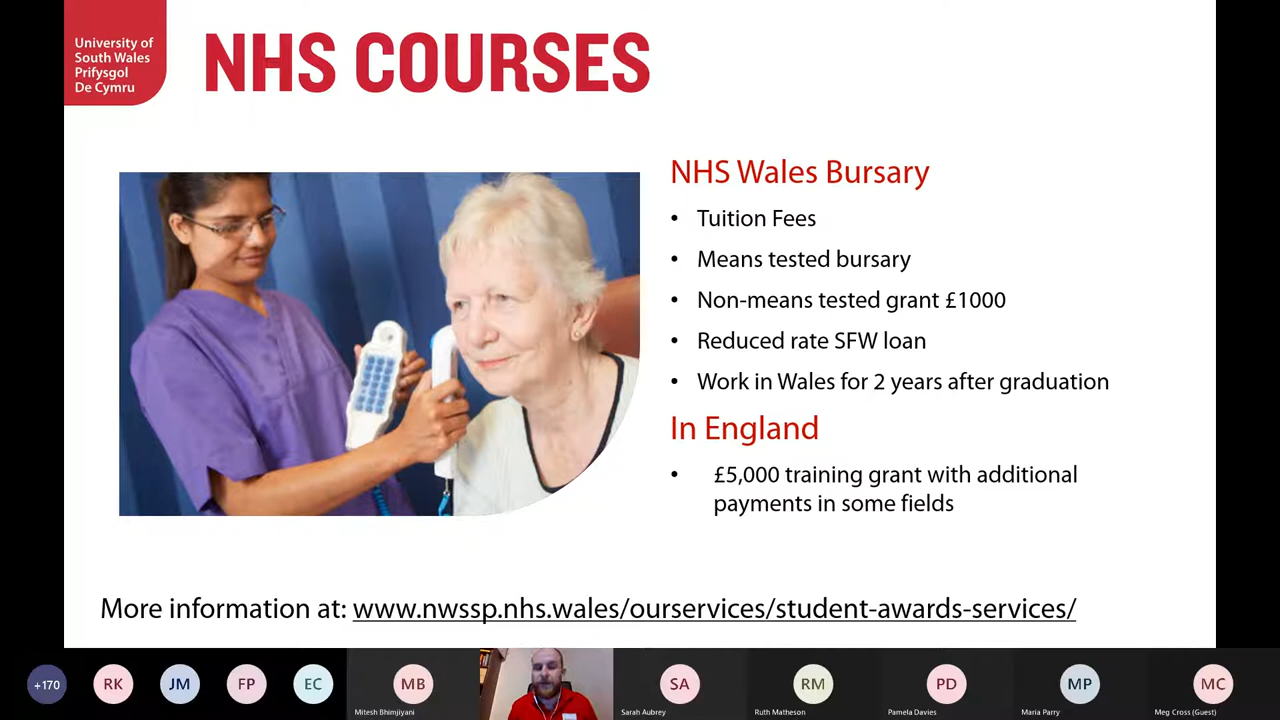 University of
South Wales
Prifysgol
De Cymru
NHS COURSES
NHS Wales Bursary
• Tuition Fees
• Means tested bursary
• Non-means tested grant £1000
• Reduced rate SFW loan
• Work in Wales for 2 years after graduation
In England
• £5,000 training grant with additional
payments in some fields
More information at: www.nwssp.nhs.wales/ourservices/student-awards-services/
+170
RK
JM
FP
EC
MB
Mitesh Bhimjiyani
SA
Sarah Aubrey
RM
Ruth Matheson
PD
Pamela Davies
MP
Maria Parry
MC
Meg Cross (Guest)